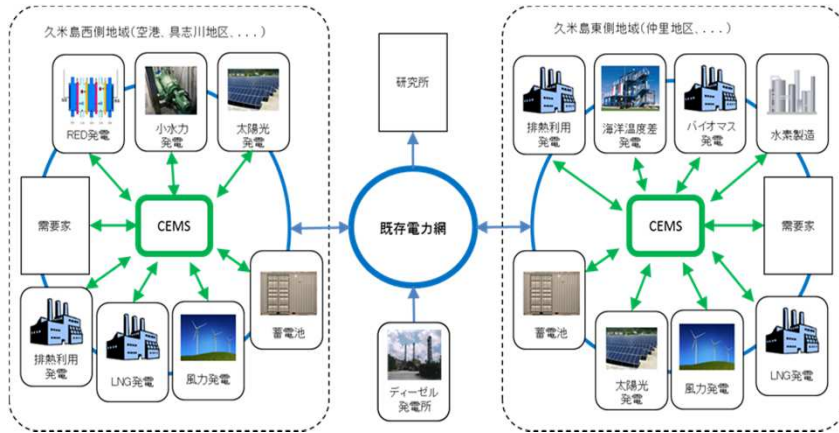 久米島西側地域(空港、具志川地区、....)
RED発電
小水力
発電
太陽光
発電
需要家
CEMS
排熱利用
発電
LNG発電
風力発電
蓄電池
研究所
既存電力網
ディーゼル
発電所
久米島東側地域(仲里地区、....)
排熱利用
発電
海洋温度差
発電
バイオマス
発電
水素製造
CEMS
需要家
蓄電池
太陽光
発電
風力発電
LNG発電